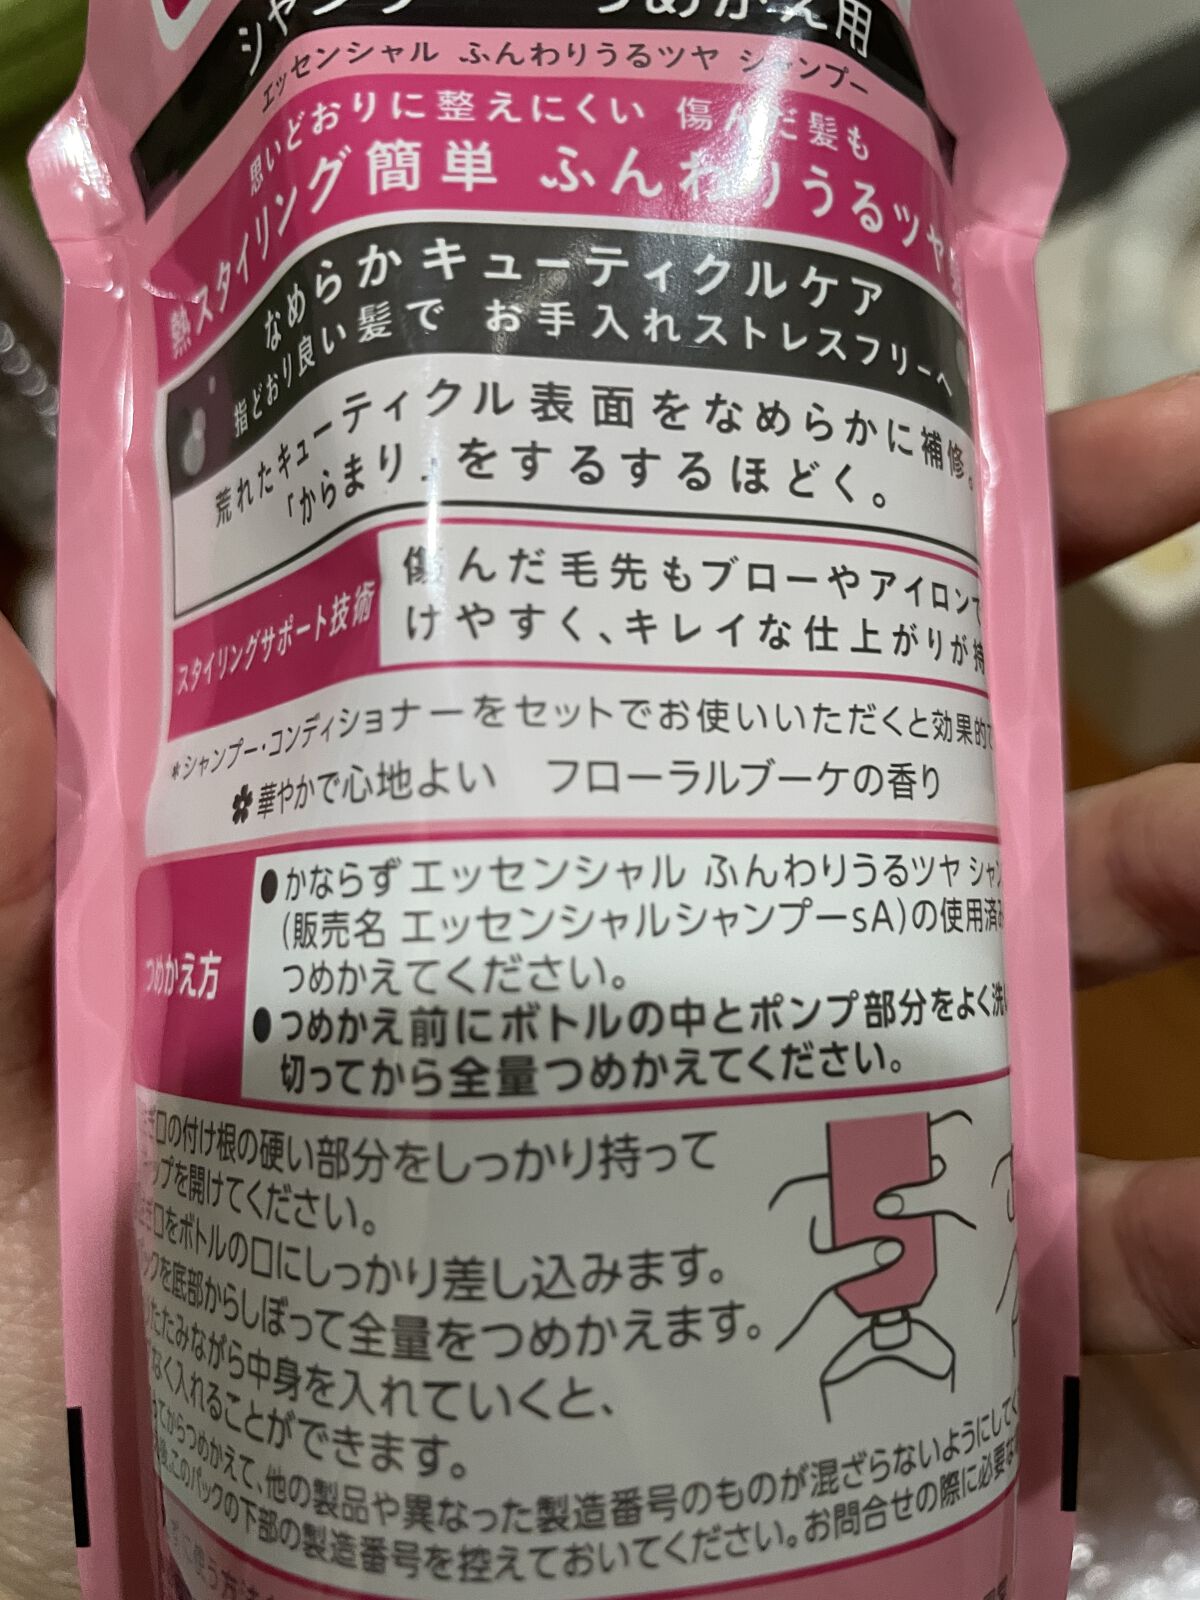 シャンプー つめかえ用
エッセンシャル ふんわりうるツヤ シャンプー
思いどおりに整えにくい 傷んだ髪も
熱スタイリング簡単 ふんわりうるツヤ
なめらかキューティクルケア
指どおり良い髪で お手入れストレスフリーへ
荒れたキューティクル表面をなめらかに補修。
「からまり」をするするほどく。
スタイリングサポート技術
傷んだ毛先もブローやアイロンで
けやすく、キレイな仕上がりが持
*シャンプー・コンディショナーをセットでお使いいただくと効果的で
華やかで心地よい フローラルブーケの香り
つめかえ方
●かならず エッセンシャル ふんわりうるツヤ シャン
(販売名 エッセンシャルシャンプーsA)の使用済み
つめかえてください。
●つめかえ前にボトルの中とポンプ部分をよく洗い
切ってから全量つめかえてください。
ぎ口の付け根の硬い部分をしっかり持って
ップを開けてください。
ぎ口をボトルの口にしっかり差し込みます。
ックを底部からしぼって全量をつめかえます。
たたみながら中身を入れていくと、
なく入れることができます。
てからつめかえて、他の製品や異なった製造番号のものが混ざらないようにしてく
後、このパックの下部の製造番号を控えておいてください。お問合せの際に必要な
に使う方法